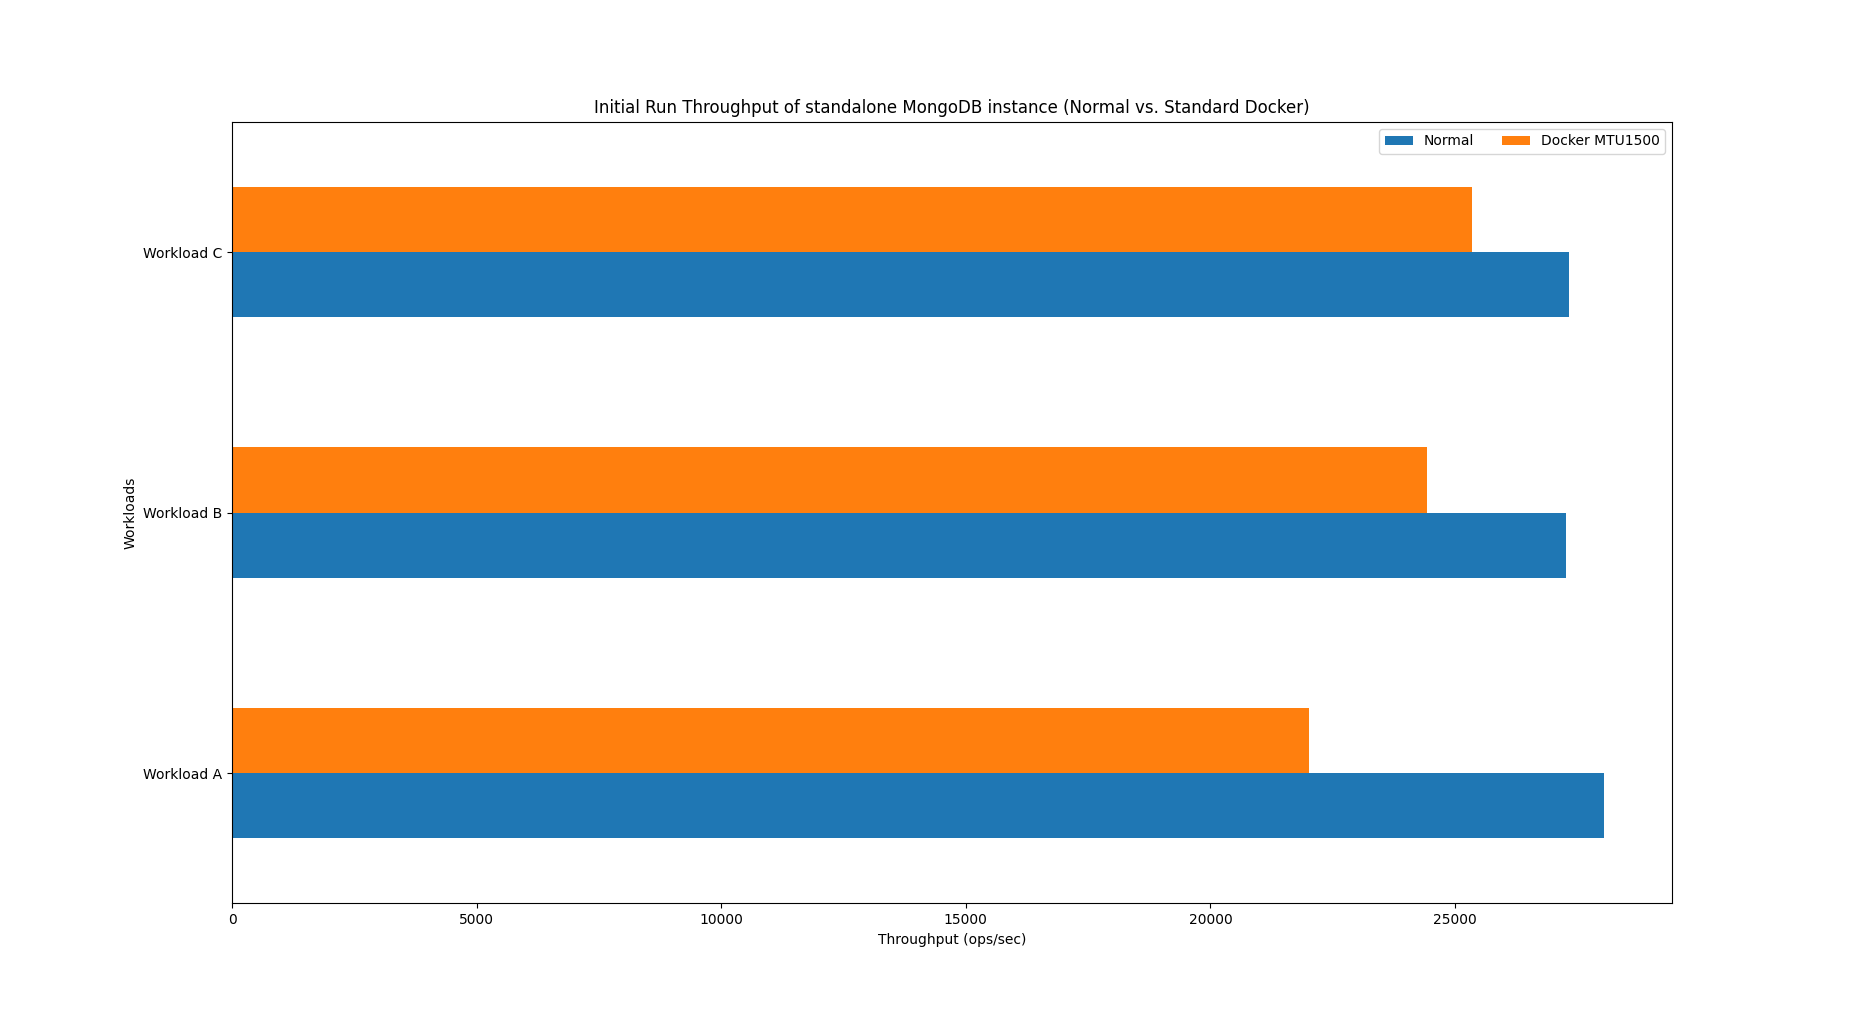 Initial Run Throughput of standalone MongoDB instance (Normal vs. Standard Docker)
Normal
Docker MTU1500
Workload C
Workload B
Workload A
Workloads
0
5000
10000
15000
20000
25000
Throughput (ops/sec)